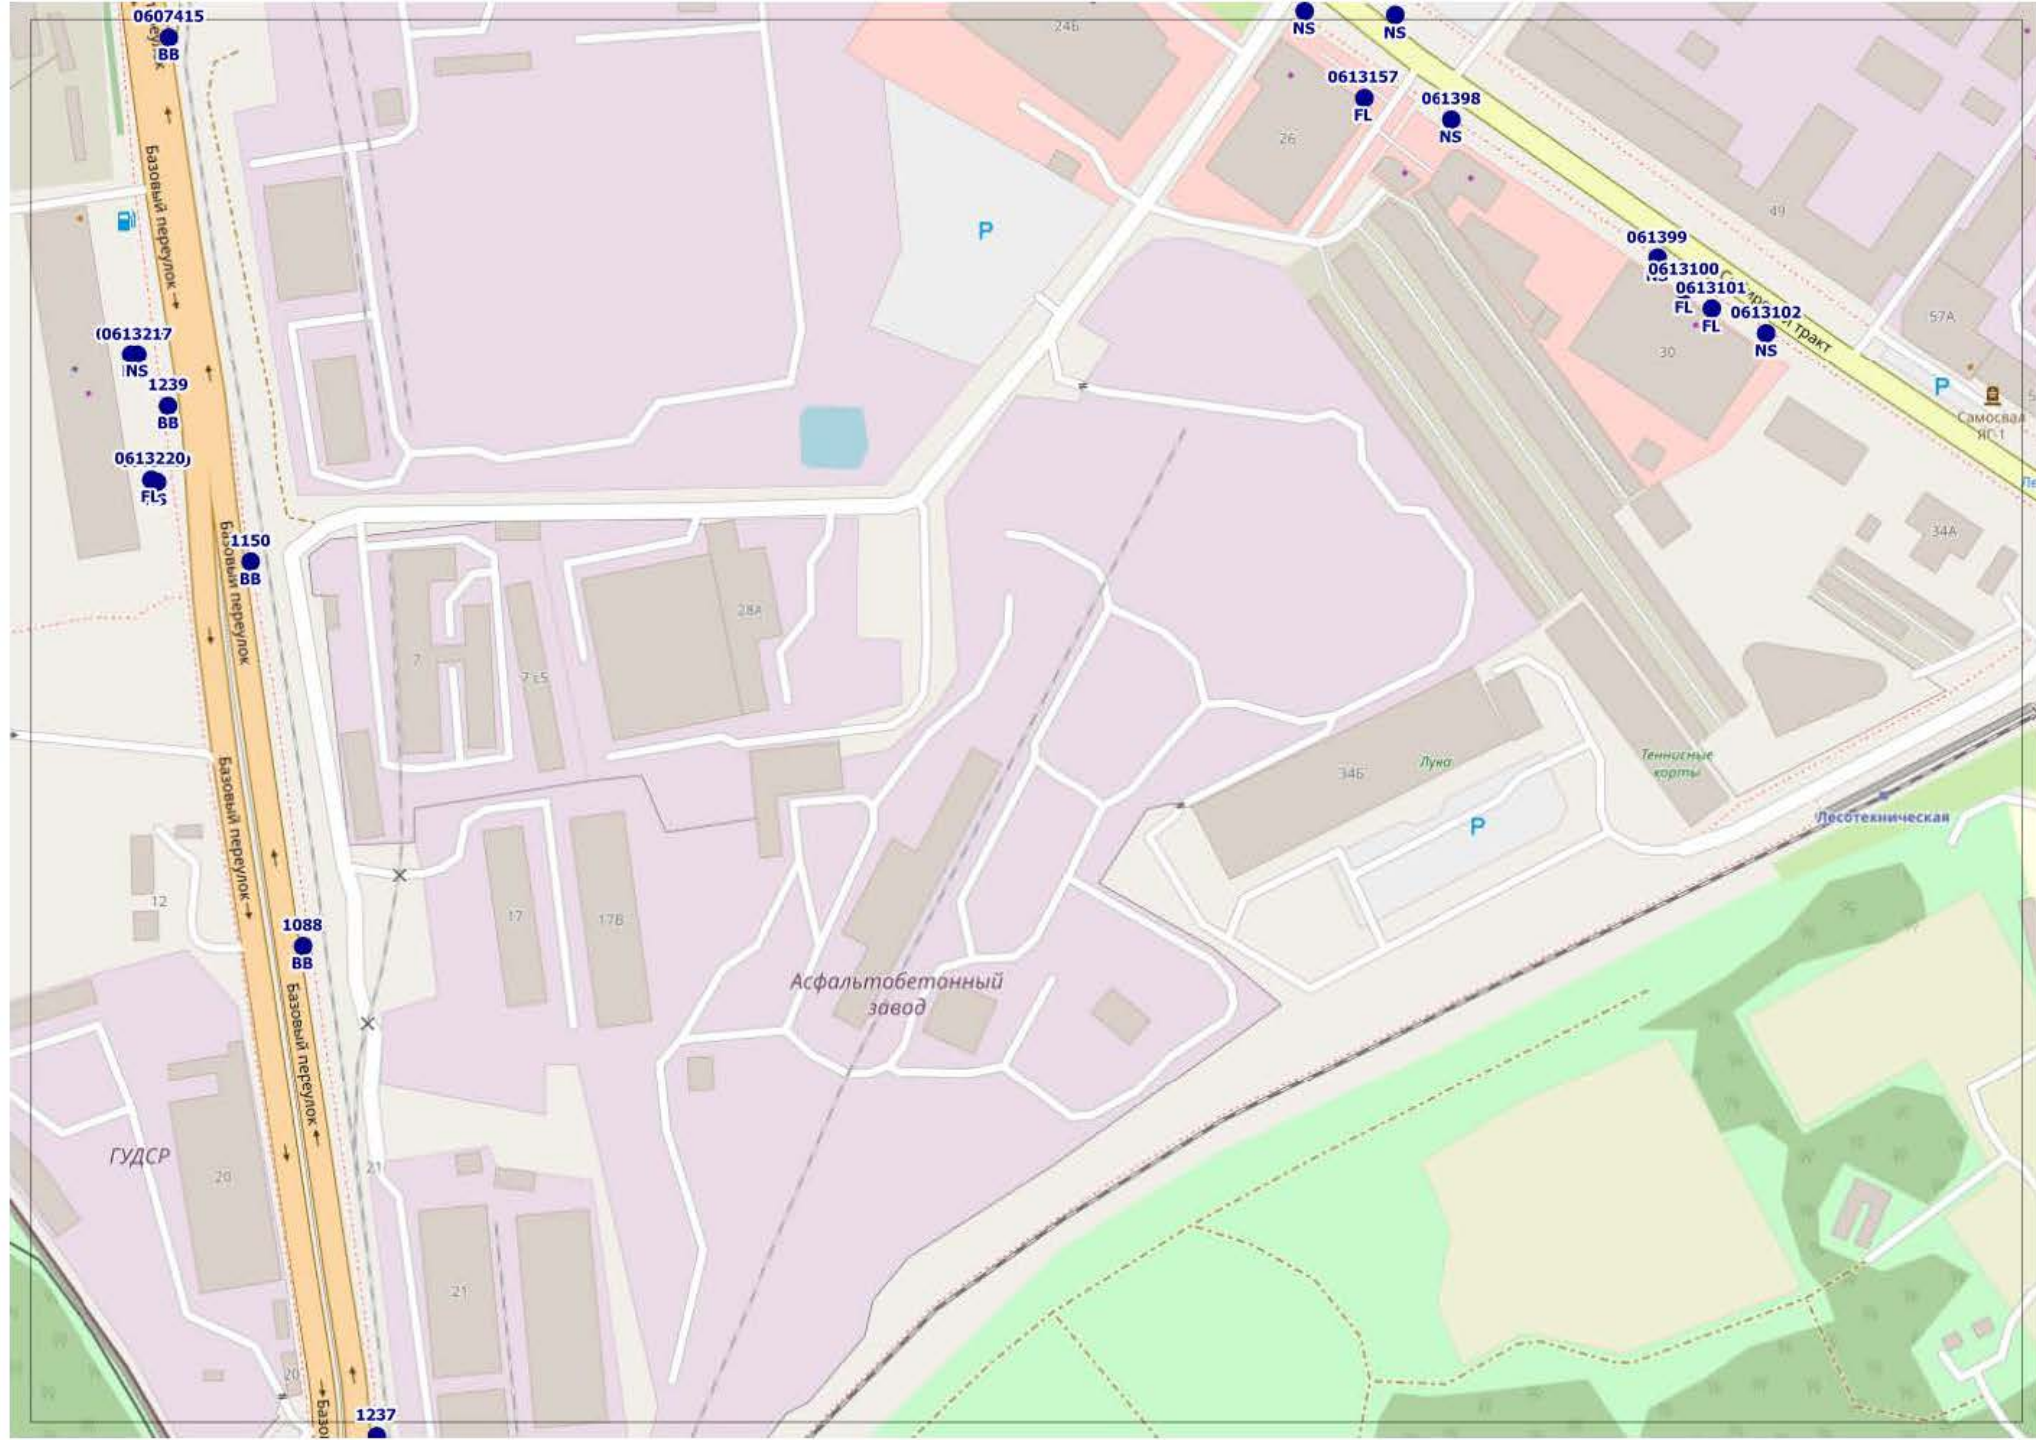 0607415
BB
24Б
NS
NS
0613157
FL
26
061398
NS
Базовый переулок
P
49
061399
0613100
FL
0613101
FL
0613102
NS
тракт
30
57А
P
Самосвал
ЯГ-1
0613217
NS
1239
BB
0613220
FL
1150
BB
Базовый переулок
34А
28А
7
7 с5
34Б
Лука
Теннисные
корты
P
Лесотехническая
Базовый переулок
12
17
17В
1088
BB
Асфальтобетонный
завод
Базовый переулок
ГУДСР
20
21
21
20
1237